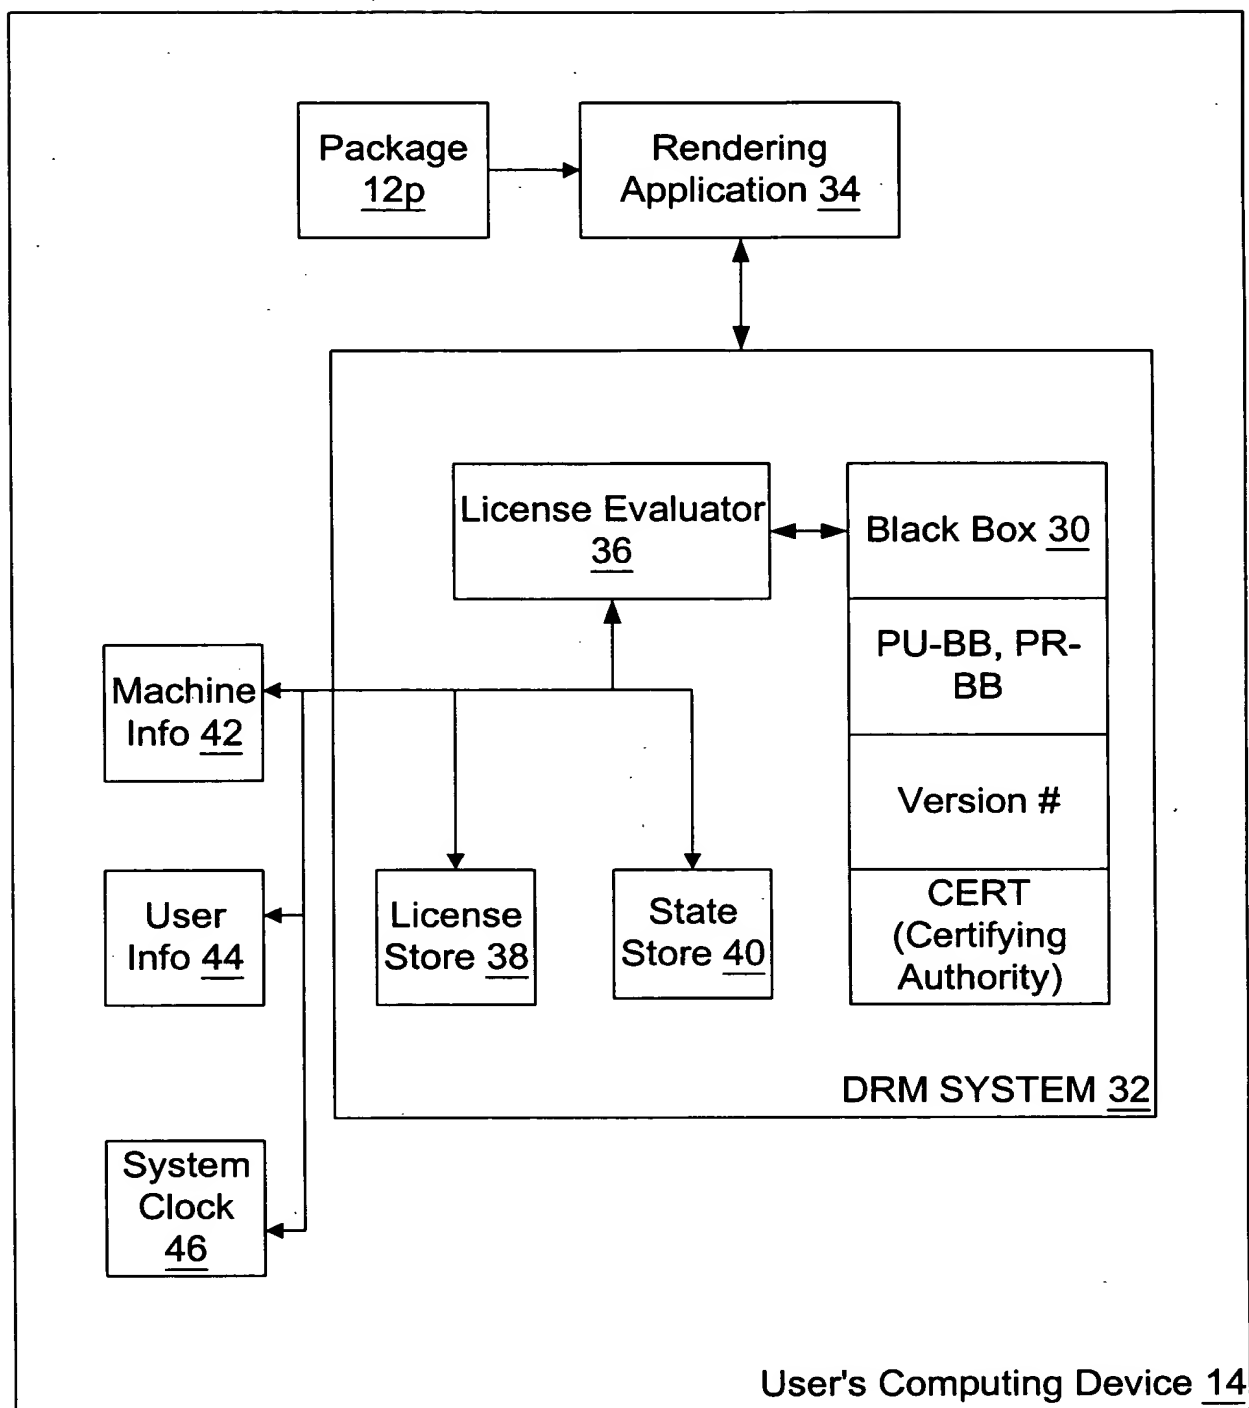 Package
12p
Rendering
Application 34
License Evaluator
36
Black Box 30
PU-BB, PR-
BB
Version #
CERT
(Certifying
Authority)
Machine
Info 42
User
Info 44
License
Store 38
State
Store 40
DRM SYSTEM 32
System
Clock
46
User's Computing Device 14